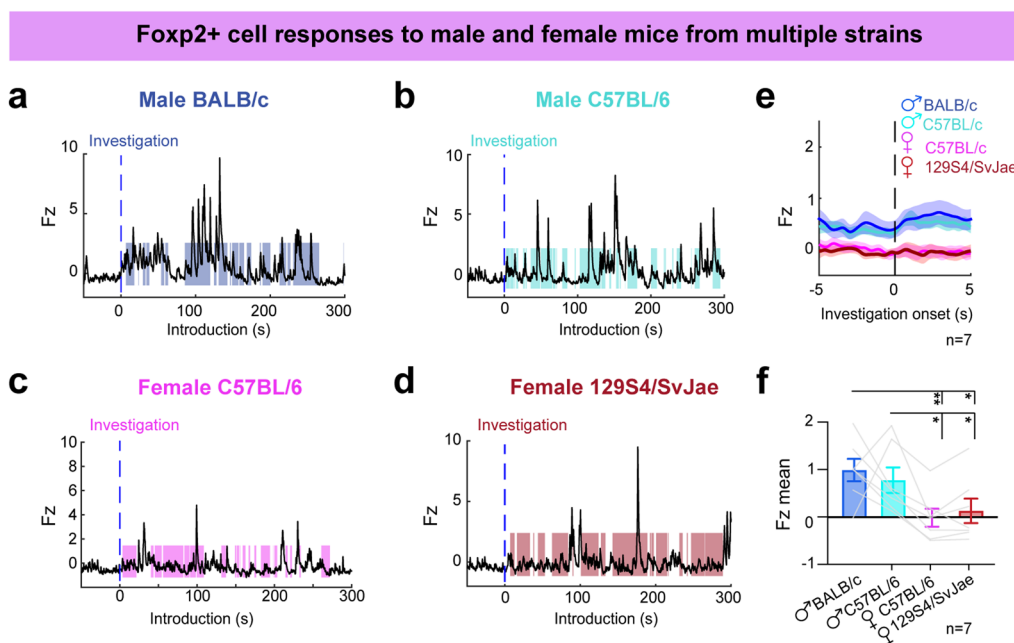 Foxp2+ cell responses to male and female mice from multiple strains
a
Male BALB/c
Investigation
10
5
0
Fz
0
100
200
300
Introduction (s)
b
Male C57BL/6
Investigation
10
5
0
Fz
0
100
200
300
Introduction (s)
e
♂BALB/c
♂C57BL/c
♀ C57BL/c
♀ 129S4/SvJae
2
1
0
Fz
-5
0
5
Investigation onset (s)
n=7
c
Female C57BL/6
Investigation
10
8
6
4
2
0
Fz
0
100
200
300
Introduction (s)
d
Female 129S4/SvJae
Investigation
10
5
0
Fz
0
100
200
300
Introduction (s)
f
** *
* *
2
1
0
-1
Fz mean
♂BALB/c
♂C57BL/6
♀ C57BL/6
♀129S4/SvJae
n=7